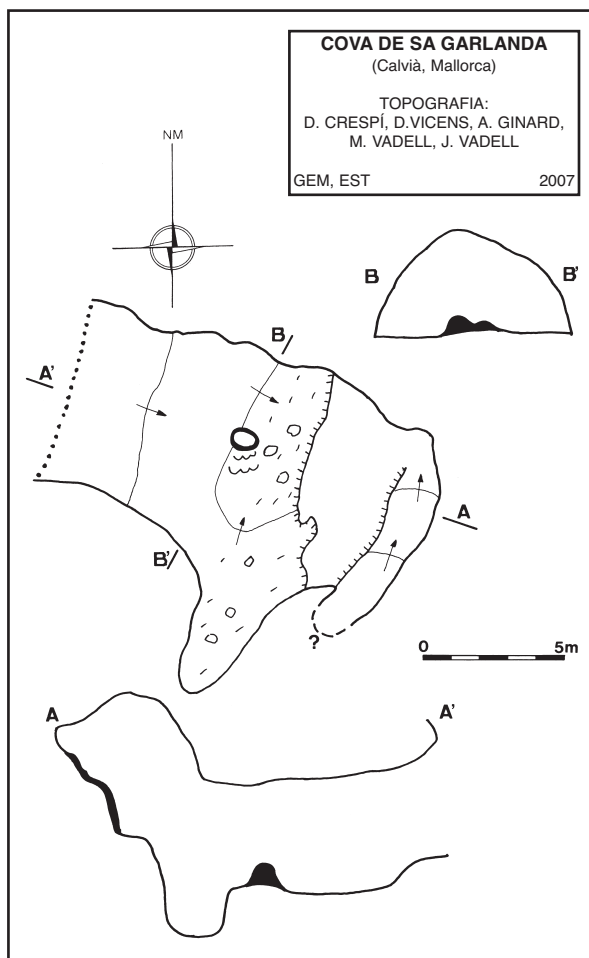 COVA DE SA GARLANDA
(Calvià, Mallorca)
TOPOGRAFIA:
D. CRESPÍ, D.VICENS, A. GINARD,
M. VADELL, J. VADELL
GEM, EST 2007
NM
B B'
B
A'
A
B'
?
0 5m
A A'